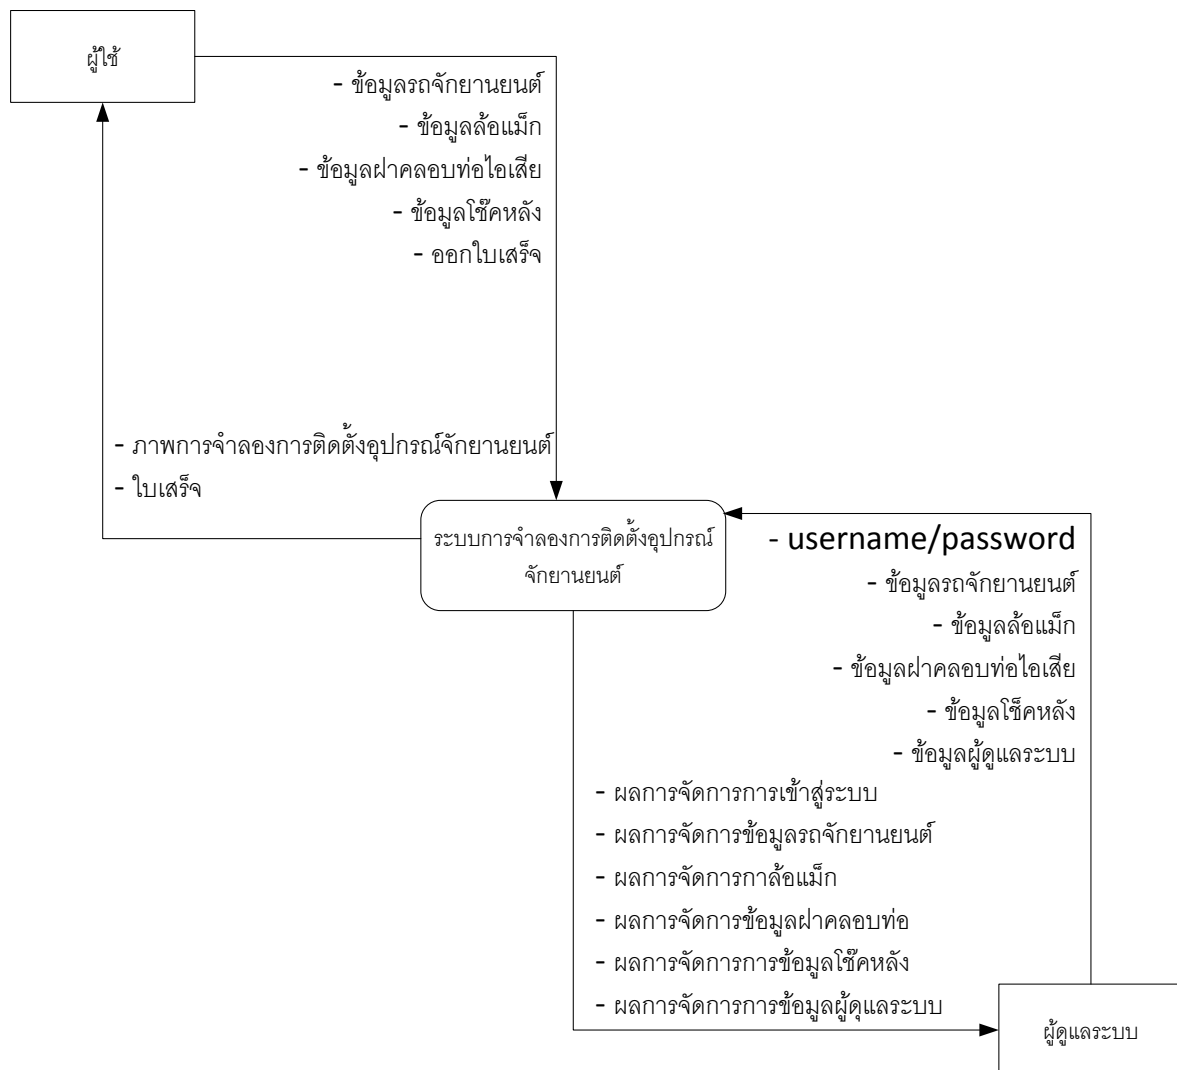 ผู้ใช้
- ข้อมูลรถจักยานยนต์
- ข้อมูลล้อแม็ก
- ข้อมูลฝาคลอบท่อไอเสีย
- ข้อมูลโช๊คหลัง
- ออกใบเสร็จ
- ภาพการจำลองการติดตั้งอุปกรณ์จักยานยนต์
- ใบเสร็จ
ระบบการจำลองการติดตั้งอุปกรณ์
จักยานยนต์
- username/password
- ข้อมูลรถจักยานยนต์
- ข้อมูลล้อแม็ก
- ข้อมูลฝาคลอบท่อไอเสีย
- ข้อมูลโช็คหลัง
- ข้อมูลผู้ดูแลระบบ
- ผลการจัดการการเข้าสู่ระบบ
- ผลการจัดการข้อมูลรถจักยานยนต์
- ผลการจัดการกาล้อแม็ก
- ผลการจัดการข้อมูลฝาคลอบท่อ
- ผลการจัดการการข้อมูลโช๊คหลัง
- ผลการจัดการการข้อมูลผู้ดุแลระบบ
ผู้ดูแลระบบ